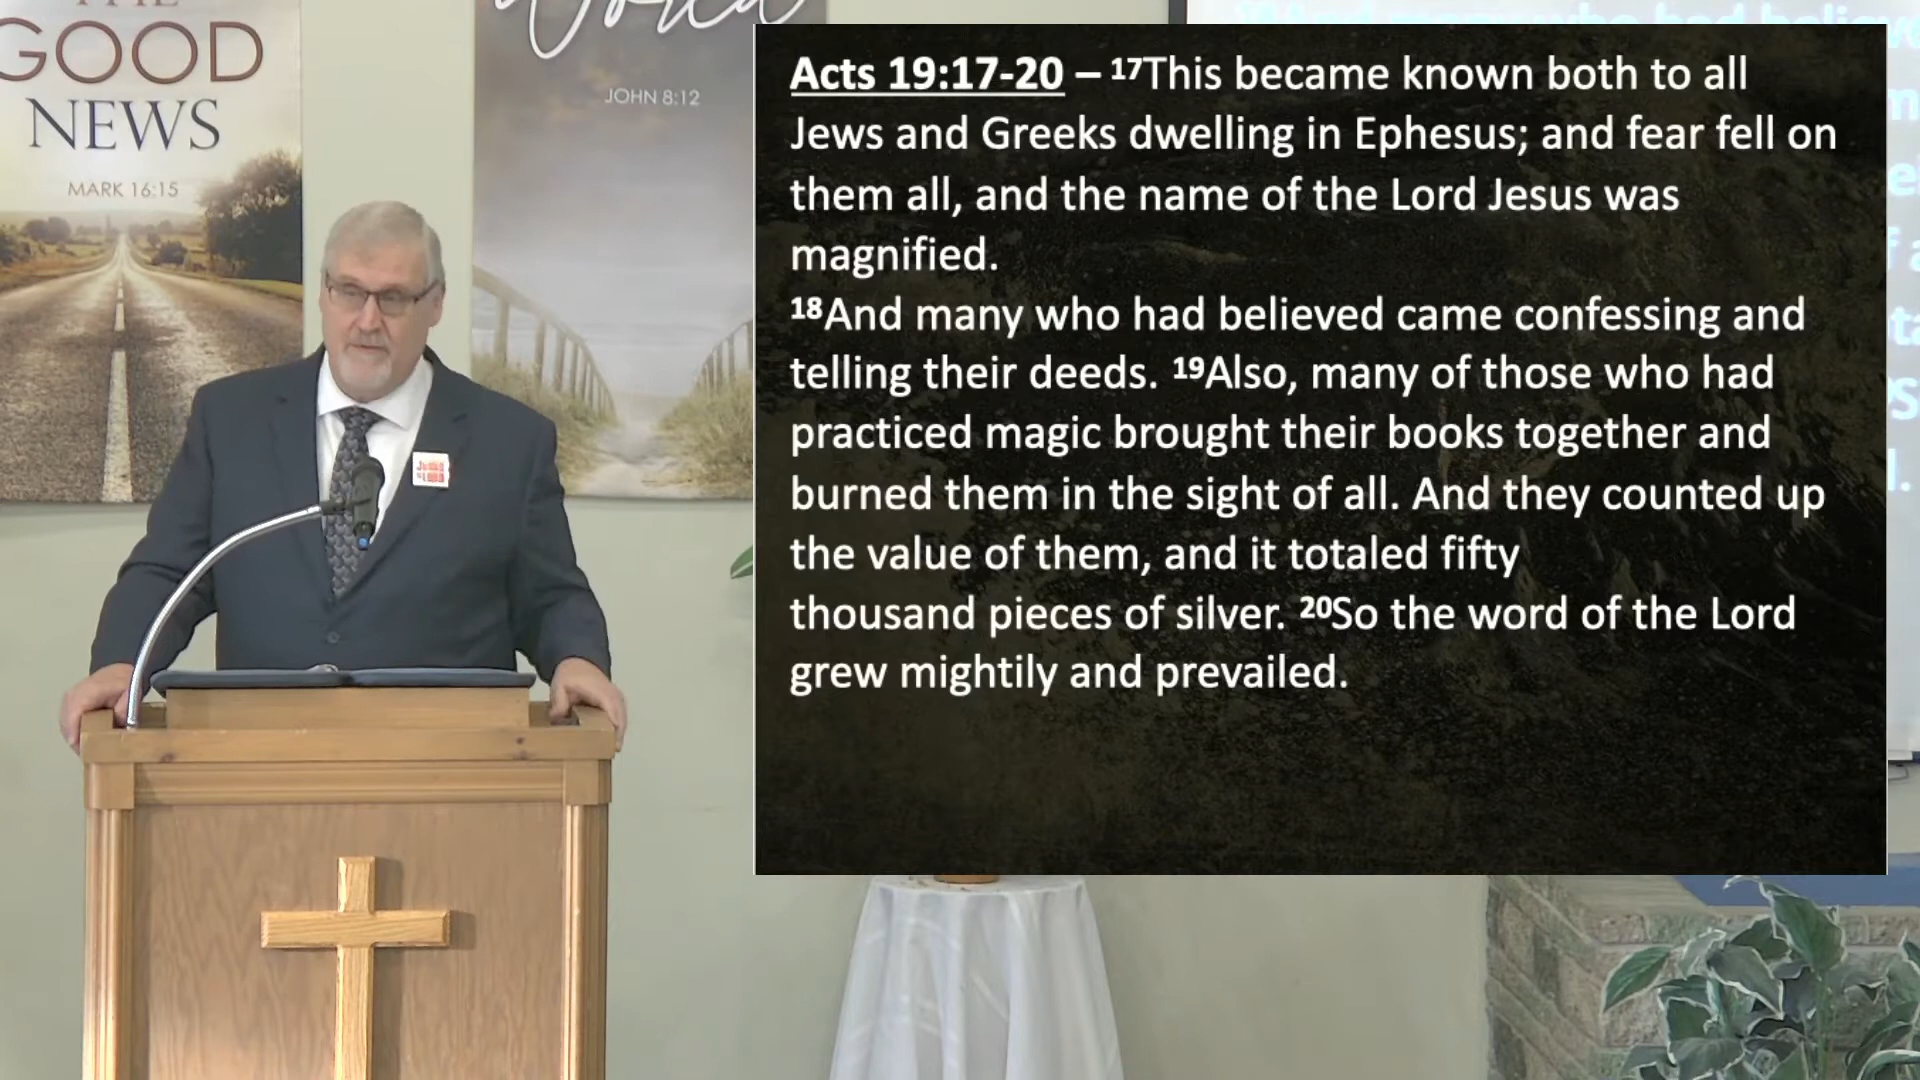 THE
GOOD
NEWS
MARK 16:15
World
JOHN 8:12
Acts 19:17-20 – 17This became known both to all
Jews and Greeks dwelling in Ephesus; and fear fell on
them all, and the name of the Lord Jesus was
magnified.
18And many who had believed came confessing and
telling their deeds. 19Also, many of those who had
practiced magic brought their books together and
burned them in the sight of all. And they counted up
the value of them, and it totaled fifty
thousand pieces of silver. 20So the word of the Lord
grew mightily and prevailed.